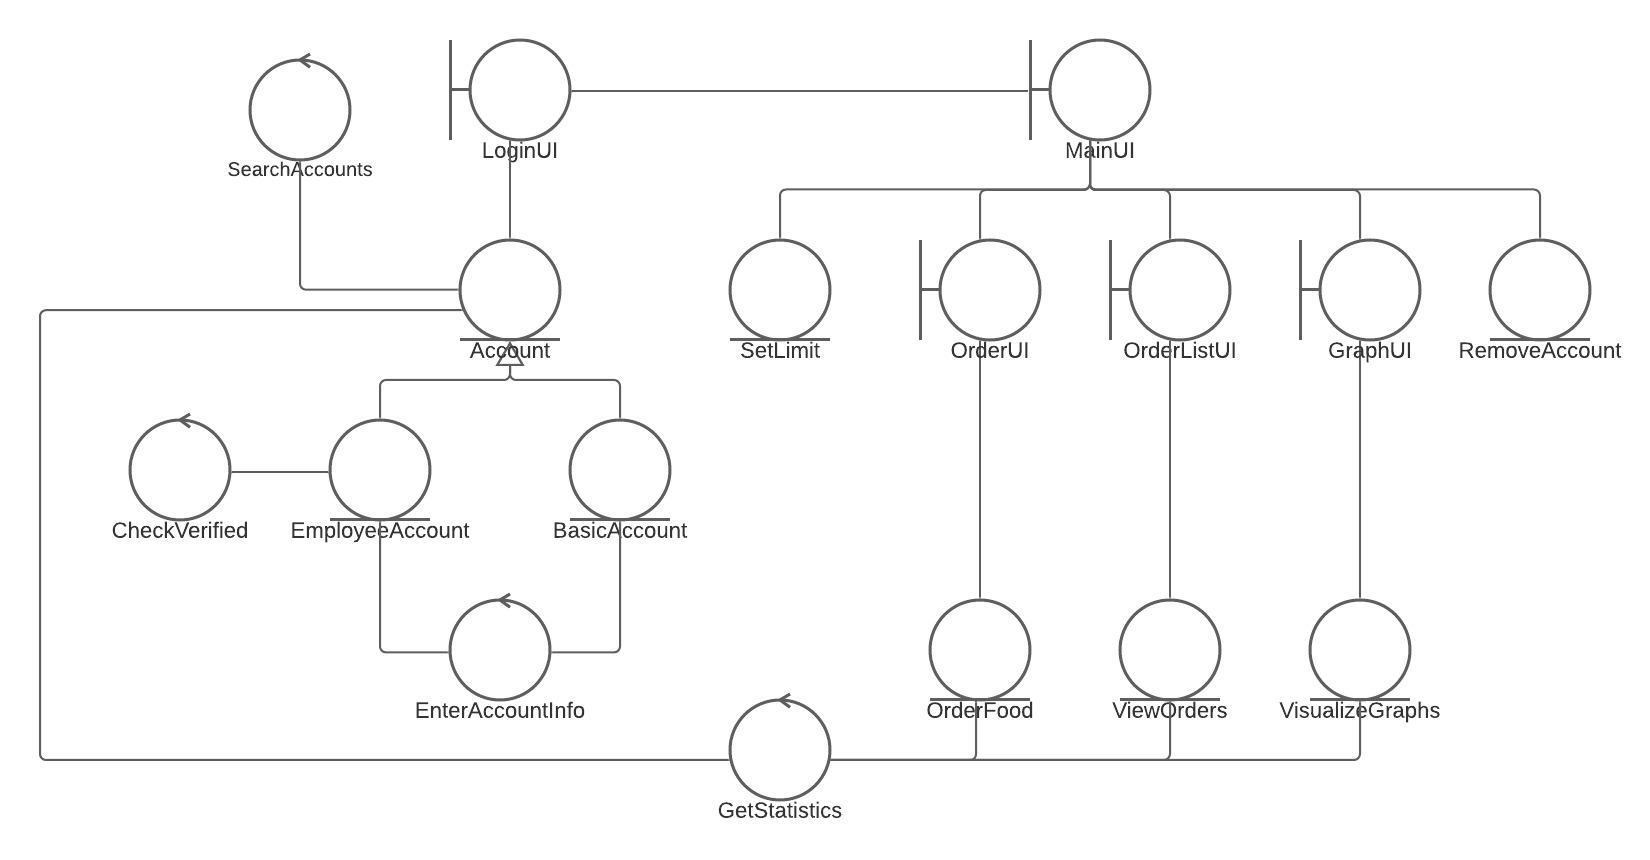 LoginUI
MainUI
SearchAccounts
Account
SetLimit
OrderUI
OrderListUI
GraphUI
RemoveAccount
CheckVerified
EmployeeAccount
BasicAccount
EnterAccountInfo
OrderFood
ViewOrders
VisualizeGraphs
GetStatistics